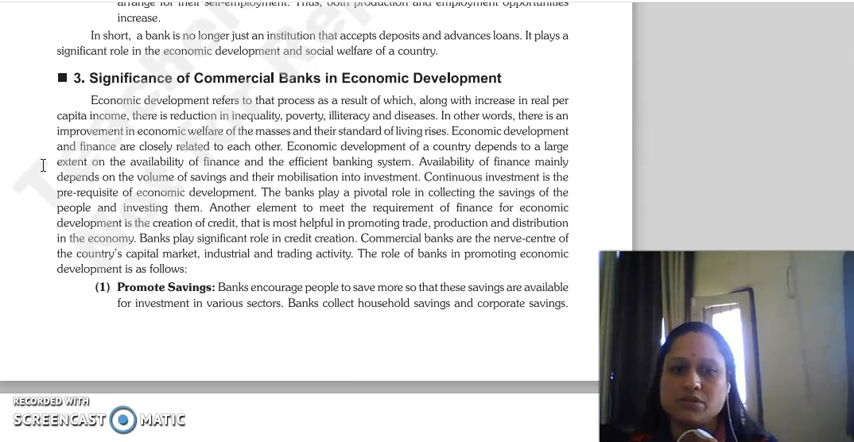 arrange for their self-employment. Thus, both production and employment opportunities
increase.
In short, a bank is no longer just an institution that accepts deposits and advances loans. It plays a
significant role in the economic development and social welfare of a country.
■ 3. Significance of Commercial Banks in Economic Development
Economic development refers to that process as a result of which, along with increase in real per
capita income, there is reduction in inequality, poverty, illiteracy and diseases. In other words, there is an
improvement in economic welfare of the masses and their standard of living rises. Economic development
and finance are closely related to each other. Economic development of a country depends to a large
extent on the availability of finance and the efficient banking system. Availability of finance mainly
depends on the volume of savings and their mobilisation into investment. Continuous investment is the
pre-requisite of economic development. The banks play a pivotal role in collecting the savings of the
people and investing them. Another element to meet the requirement of finance for economic
development is the creation of credit, that is most helpful in promoting trade, production and distribution
in the economy. Banks play significant role in credit creation. Commercial banks are the nerve-centre of
the country's capital market, industrial and trading activity. The role of banks in promoting economic
development is as follows:
(1) Promote Savings: Banks encourage people to save more so that these savings are available
for investment in various sectors. Banks collect household savings and corporate savings.
RECORDED WITH
SCREENCAST MATIC